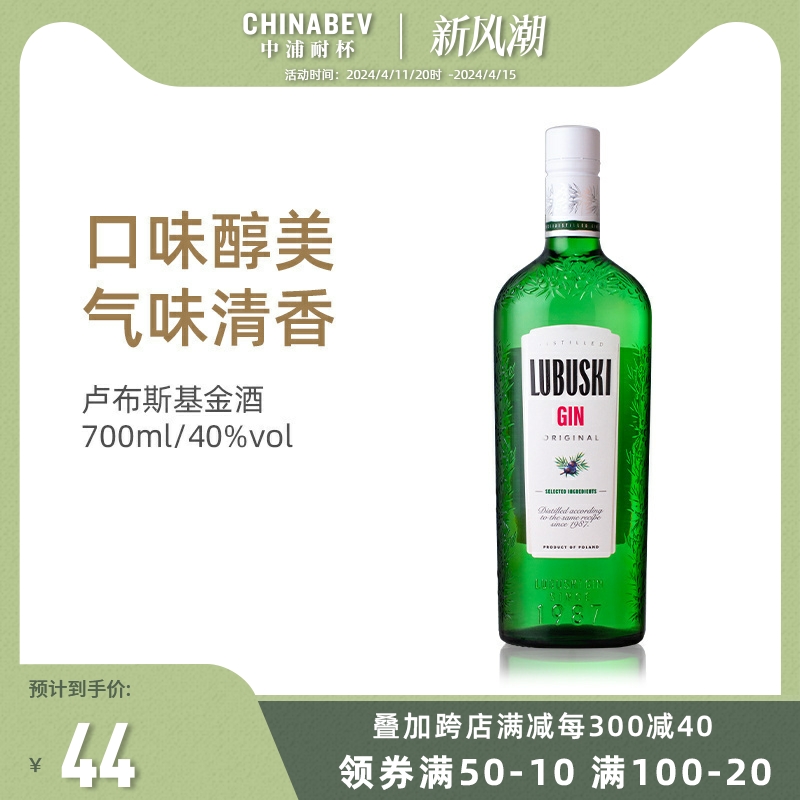 CHINABEV
中浦耐杯
新风潮
活动时间：2024/4/11/20时 -2024/4/15
口味醇美
气味清香
卢布斯基金酒
700ml/40%vol
DISTILLED
LUBUSKI
GIN
ORIGINAL
SELECTED INGREDIENTS
Distilled according
to the same recipe
since 1987.
PRODUCT OF POLAND
LUBUSKI GIN
SINCE
1987
预计到手价:
¥ 44
叠加跨店满减每300减40
领券满50-10 满100-20